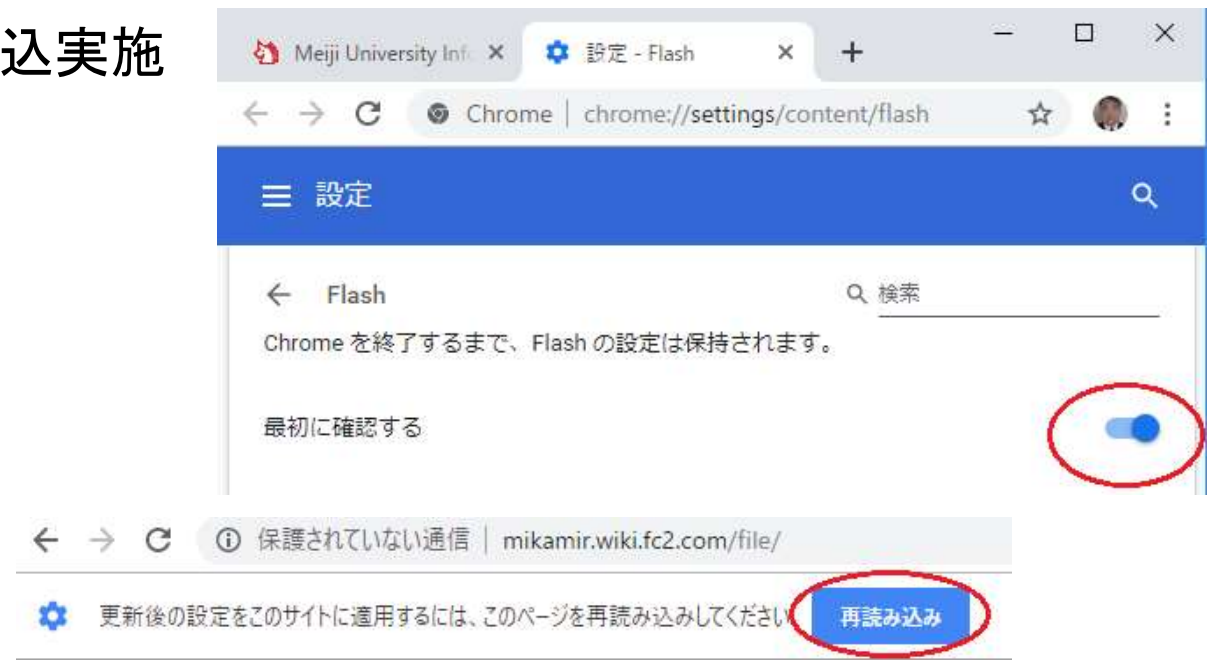 込実施
Meiji University Inf
設定 - Flash
Chrome | chrome://settings/content/flash
設定
Flash
検索
Chrome を終了するまで、Flash の設定は保持されます。
最初に確認する
保護されていない通信 | mikamir.wiki.fc2.com/file/
更新後の設定をこのサイトに適用するには、このページを再読み込みしてください
再読み込み